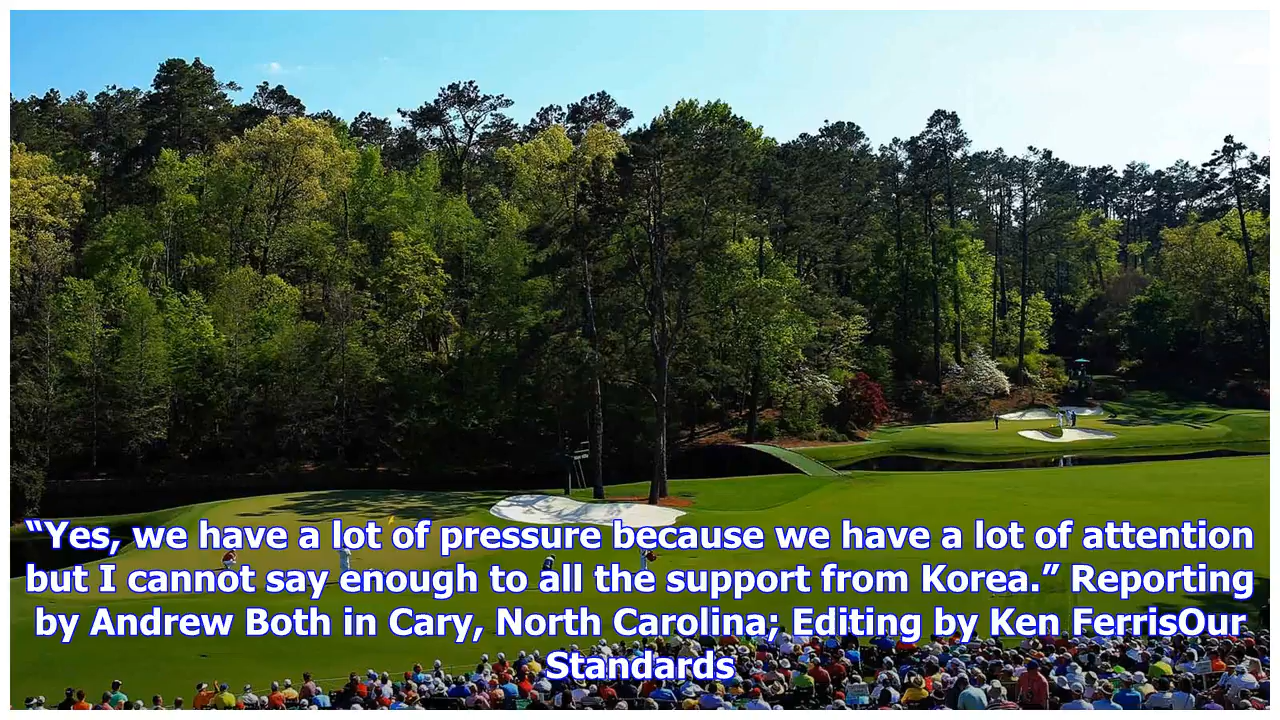 “Yes, we have a lot of pressure because we have a lot of attention
but I cannot say enough to all the support from Korea.” Reporting
by Andrew Both in Cary, North Carolina; Editing by Ken FerrisOur
Standards